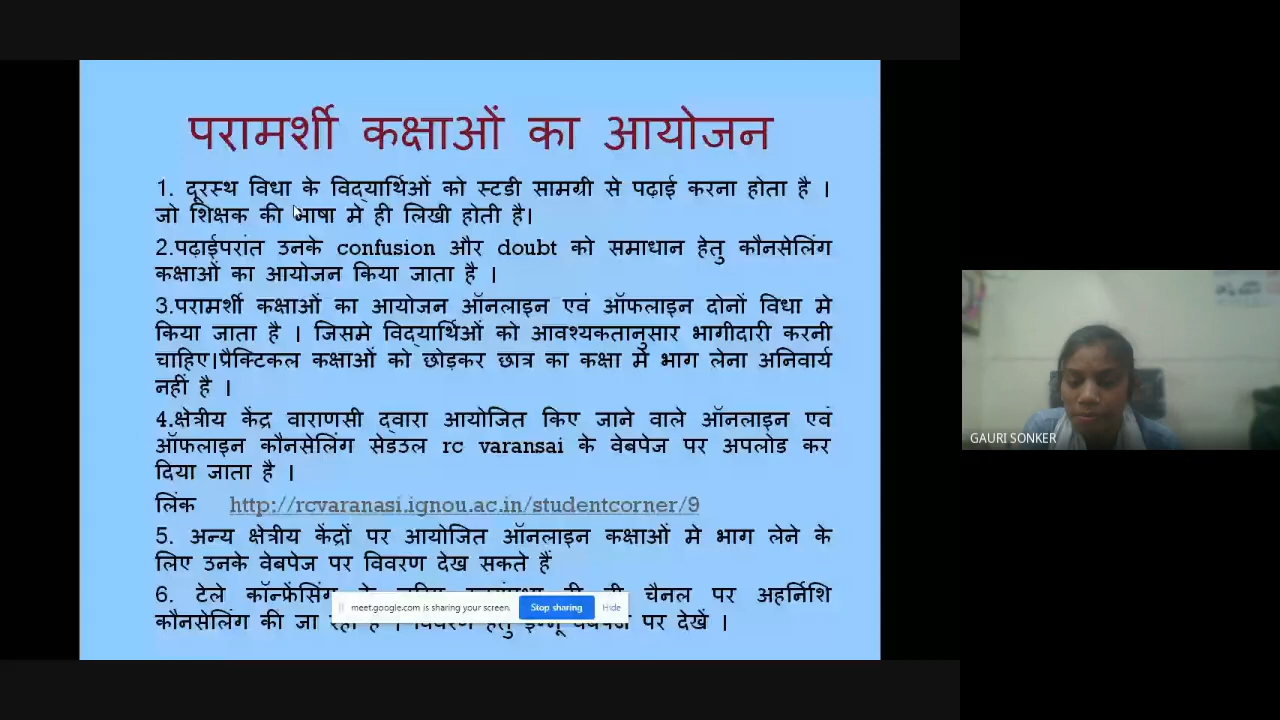 परामर्शी कक्षाओं का आयोजन
1. दूरस्थ विधा के विद्यार्थिओं को स्टडी सामग्री से पढ़ाई करना होता है ।
जो शिक्षक की भाषा मे ही लिखी होती है।
2.पढ़ाईपरांत उनके confusion और doubt को समाधान हेतु कौनसेलिंग
कक्षाओं का आयोजन किया जाता है ।
3.परामर्शी कक्षाओं का आयोजन ऑनलाइन एवं ऑफलाइन दोनों विधा मे
किया जाता है । जिसमे विद्यार्थिओं को आवश्यकतानुसार भागीदारी करनी
चाहिए।प्रैक्टिकल कक्षाओं को छोड़कर छात्र का कक्षा मे भाग लेना अनिवार्य
नहीं है ।
4.क्षेत्रीय केंद्र वाराणसी द्वारा आयोजित किए जाने वाले ऑनलाइन एवं
ऑफलाइन कौनसेलिंग सेडउल rc varansai के वेबपेज पर अपलोड कर
दिया जाता है ।
लिंक http://rcvaranasi.ignou.ac.in/studentcorner/9
5. अन्य क्षेत्रीय केंद्रों पर आयोजित ऑनलाइन कक्षाओं मे भाग लेने के
लिए उनके वेबपेज पर विवरण देख सकते हैं
6. टेले कॉन्फ्रेंसिंग चैनल पर अहर्निशि
कौनसेलिंग की जा पर देखें ।
meet.google.com is sharing your screen. Stop sharing Hide
GAURI SONKER